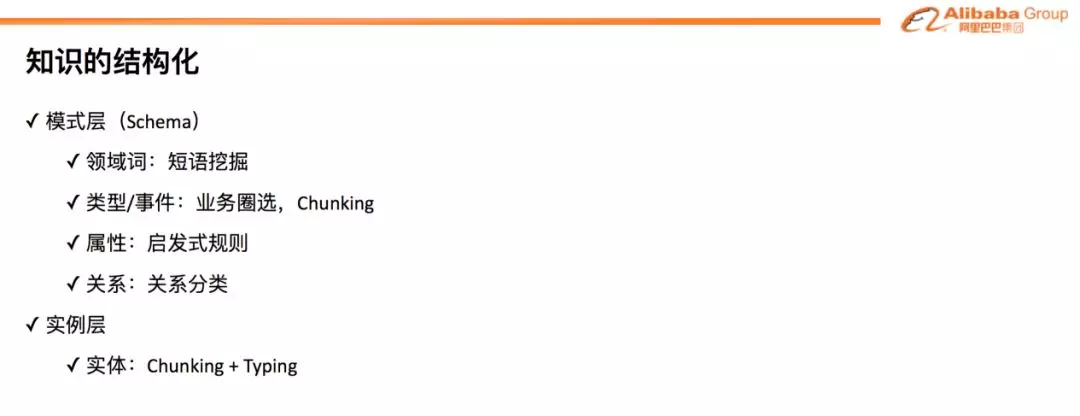 Alibaba Group
阿里巴巴集团
知识的结构化
✓ 模式层（Schema）
✓ 领域词：短语挖掘
✓ 类型/事件：业务圈选，Chunking
✓ 属性：启发式规则
✓ 关系：关系分类
✓ 实例层
✓ 实体：Chunking + Typing